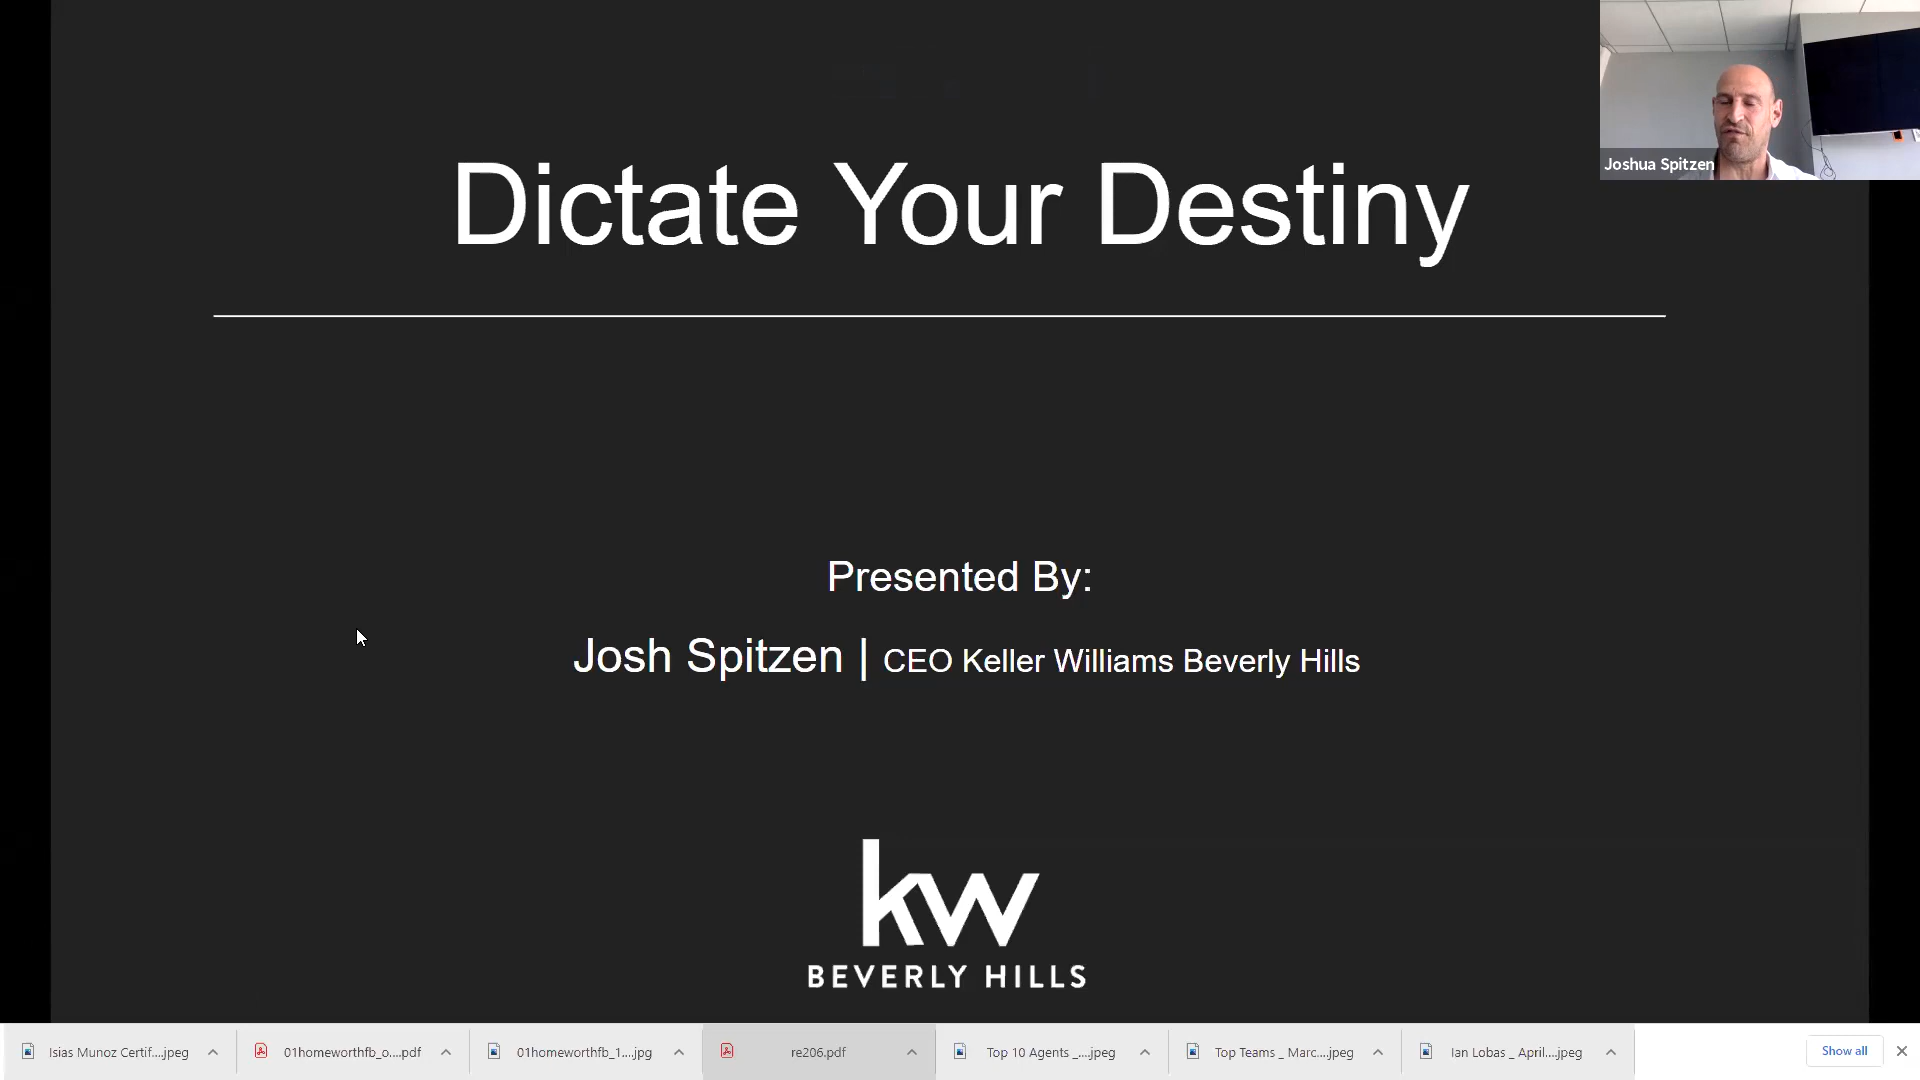 Joshua Spitzen
Dictate Your Destiny
Presented By:
Josh Spitzen | CEO Keller Williams Beverly Hills
kw
BEVERLY HILLS
Isias Munoz Certif....jpeg
01homeworthfb_o....pdf
01homeworthfb_1....jpg
re206.pdf
Top 10 Agents _....jpeg
Top Teams _ Marc....jpeg
Ian Lobas _ April....jpeg
Show all